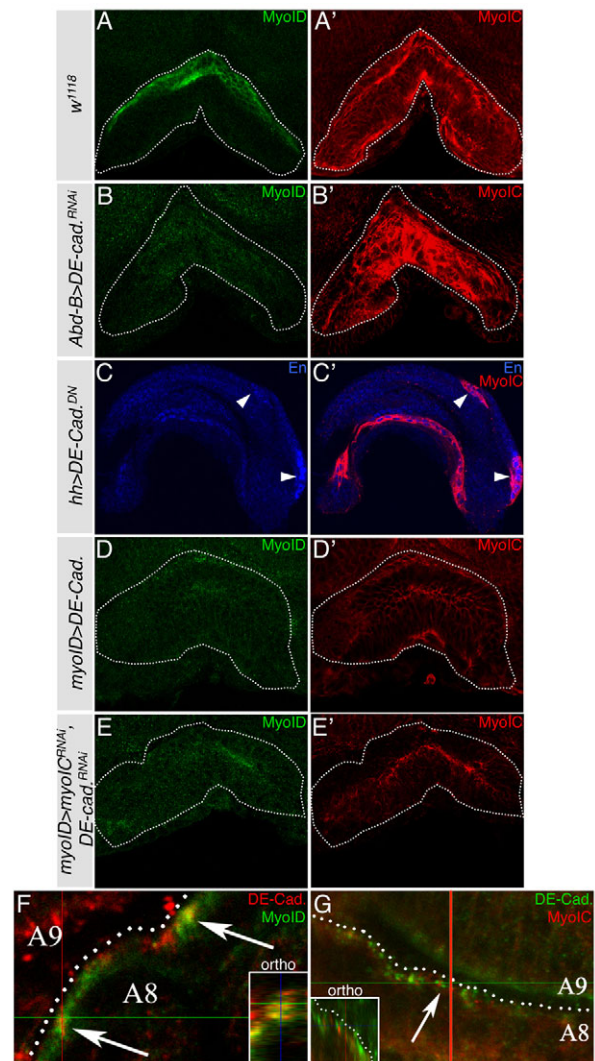 A MyoID
A' MyoIC
w1118
B MyoID
B' MyoIC
Abd-B>DE-cad.RNAi
C En
C' En
MyoIC
hh>DE-Cad.DN
D MyoID
D' MyoIC
myoID>DE-Cad.
E MyoID
E' MyoIC
myoID>myoICRNAi,
DE-cad.RNAi
F DE-Cad.
MyoID
A9
A8
ortho
G DE-Cad.
MyoIC
A9
A8
ortho